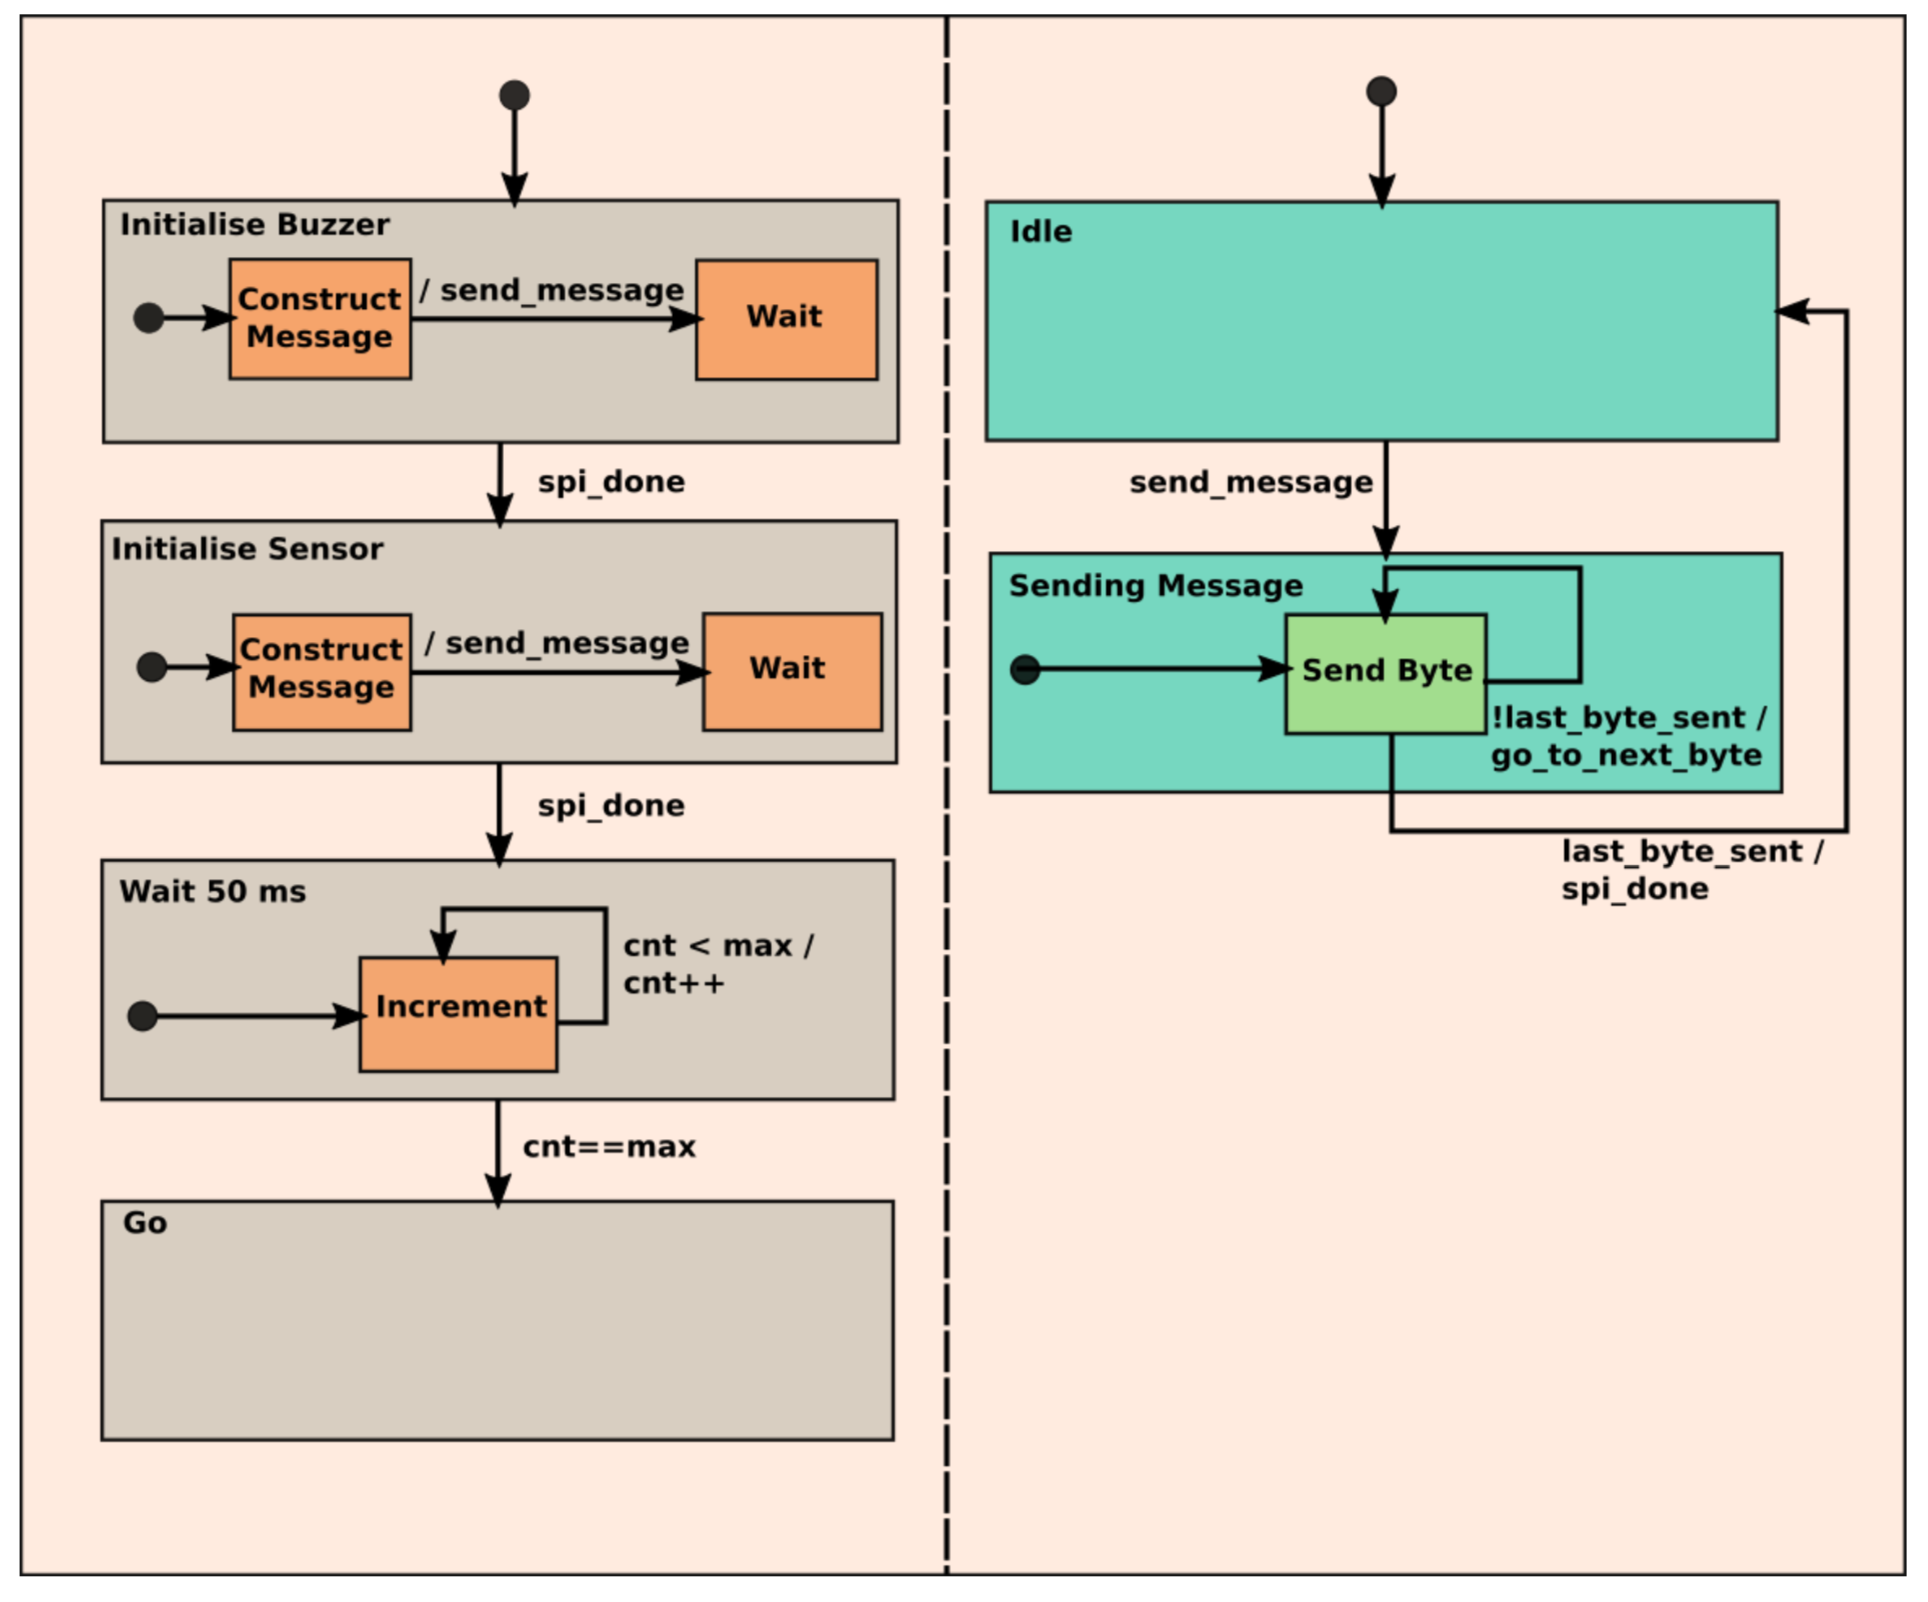 Initialise Buzzer
Construct
Message
/ send_message
Wait
spi_done
Initialise Sensor
Construct
Message
/ send_message
Wait
spi_done
Wait 50 ms
Increment
cnt < max /
cnt++
cnt==max
Go
Idle
send_message
Sending Message
Send Byte
!last_byte_sent /
go_to_next_byte
last_byte_sent /
spi_done